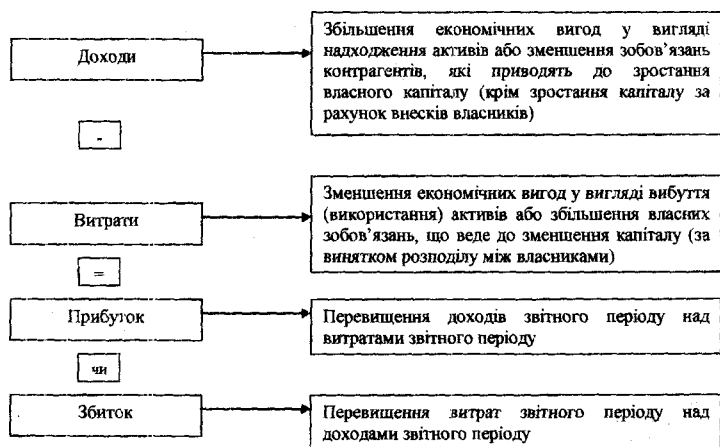 Доходи
Збільшення економічних вигод у вигляді
надходження активів або зменшення зобов’язань
контрагентів, які приводять до зростання
власного капіталу (крім зростання капіталу за
рахунок внесків власників)
-
Витрати
Зменшення економічних вигод у вигляді вибуття
(використання) активів або збільшення власних
зобов’язань, що веде до зменшення капіталу (за
винятком розподілу між власниками)
=
Прибуток
Перевищення доходів звітного періоду над
витратами звітного періоду
чи
Збиток
Перевищення витрат звітного періоду над
доходами звітного періоду